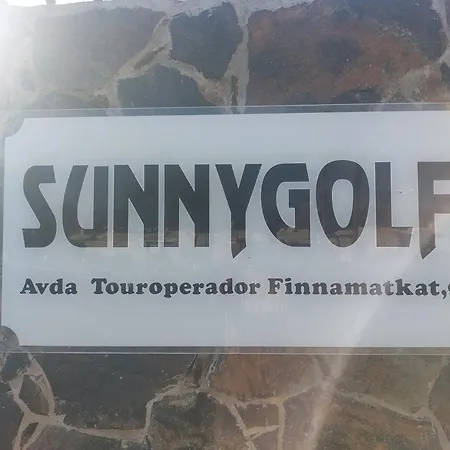 SUNNYGOLF
Avda Touroperador Finnamatkat,